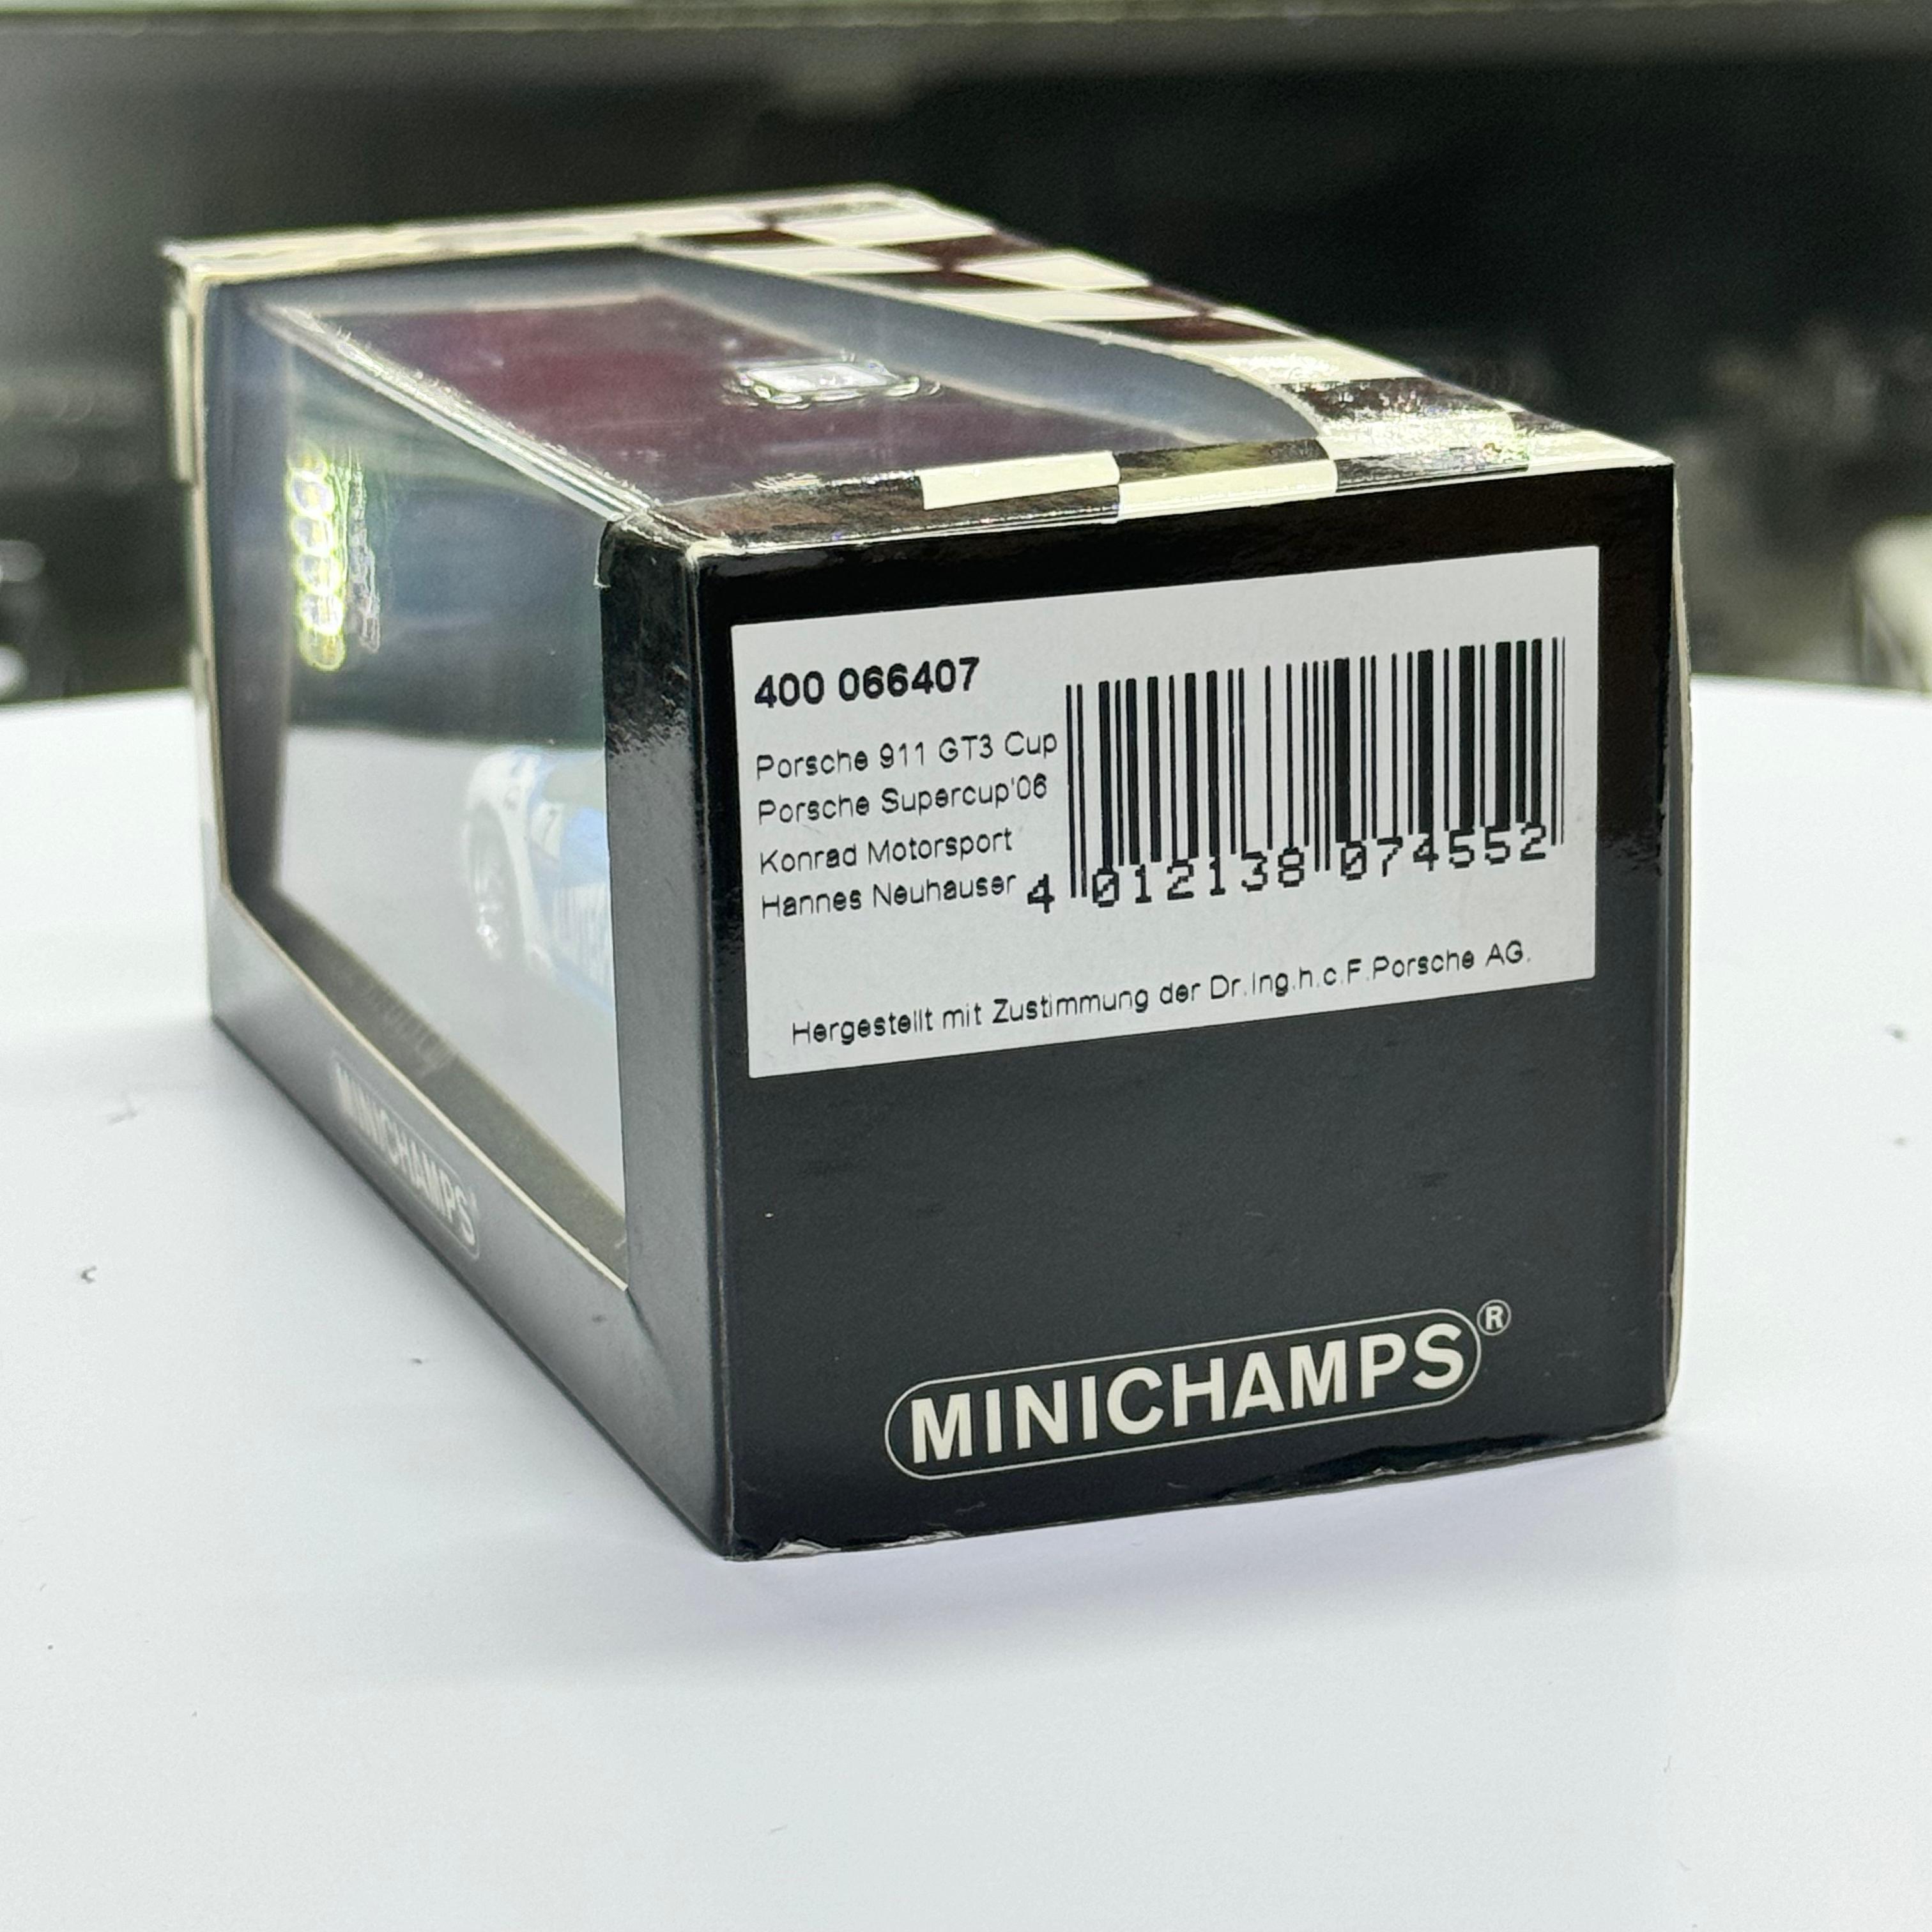 400 066407
Porsche 911 GT3 Cup
Porsche Supercup'06
Konrad Motorsport
Hannes Neuhauser
4 012138 074552
Hergestellt mit Zustimmung der Dr.Ing.h.c.F.Porsche AG.
MINICHAMPS®
MINICHAMPS®